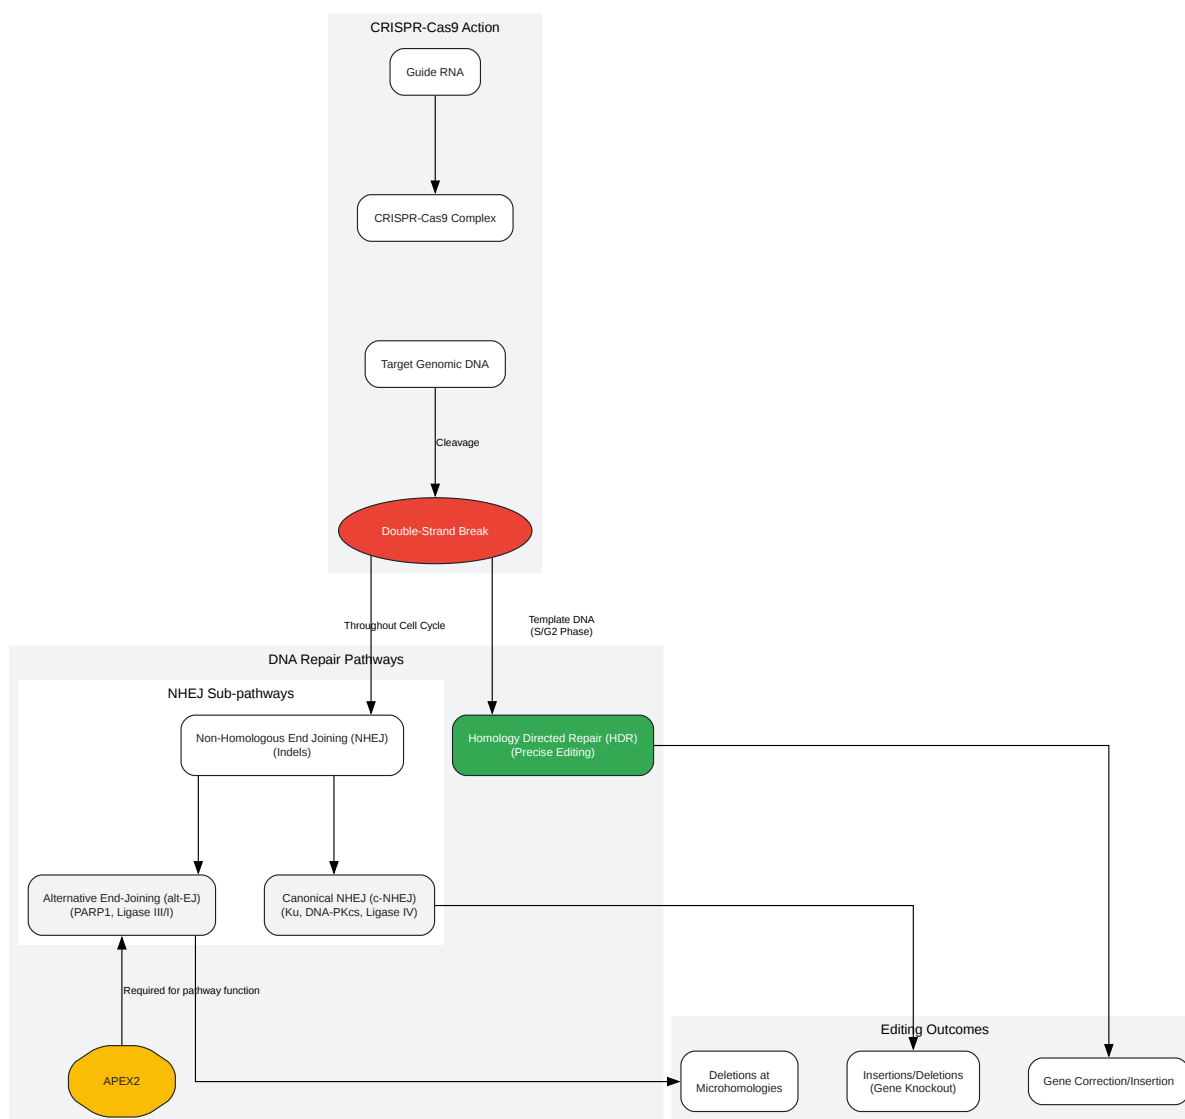 CRISPR-Cas9 Action
Guide RNA
CRISPR-Cas9 Complex
Target Genomic DNA
Cleavage
Double-Strand Break
Throughout Cell Cycle
Template DNA
(S/G2 Phase)
DNA Repair Pathways
NHEJ Sub-pathways
Non-Homologous End Joining (NHEJ)
(Indels)
Homology Directed Repair (HDR)
(Precise Editing)
Alternative End-Joining (alt-EJ)
(PARP1, Ligase III/I)
Canonical NHEJ (c-NHEJ)
(Ku, DNA-PKcs, Ligase IV)
Required for pathway function
APEX2
Editing Outcomes
Deletions at
Microhomologies
Insertions/Deletions
(Gene Knockout)
Gene Correction/Insertion